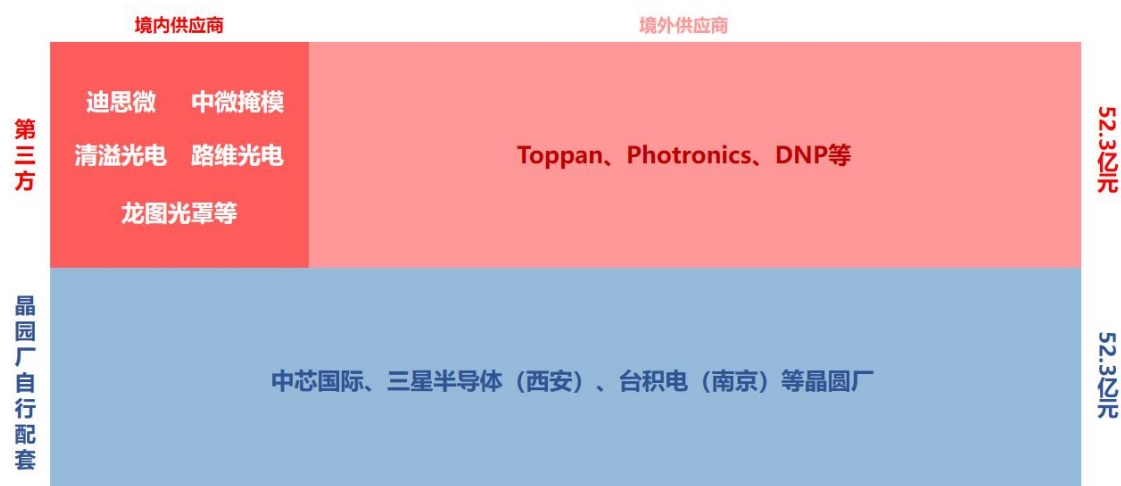 境内供应商
境外供应商
第三方
迪思微 中微掩模
清溢光电 路维光电
龙图光罩等
Toppan、Photronics、DNP等
52.3亿元
晶园厂自行配套
中芯国际、三星半导体（西安）、台积电（南京）等晶圆厂
52.3亿元